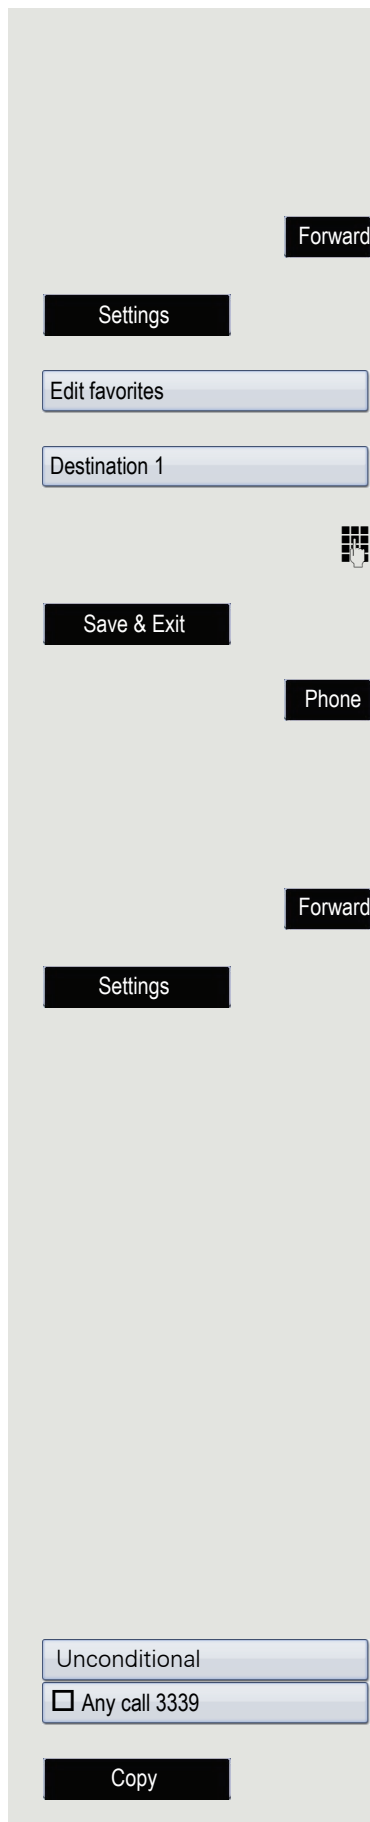 Forward
Settings
Edit favorites
Destination 1
Save & Exit
Phone
Forward
Settings
Unconditional
Any call 3339
Copy